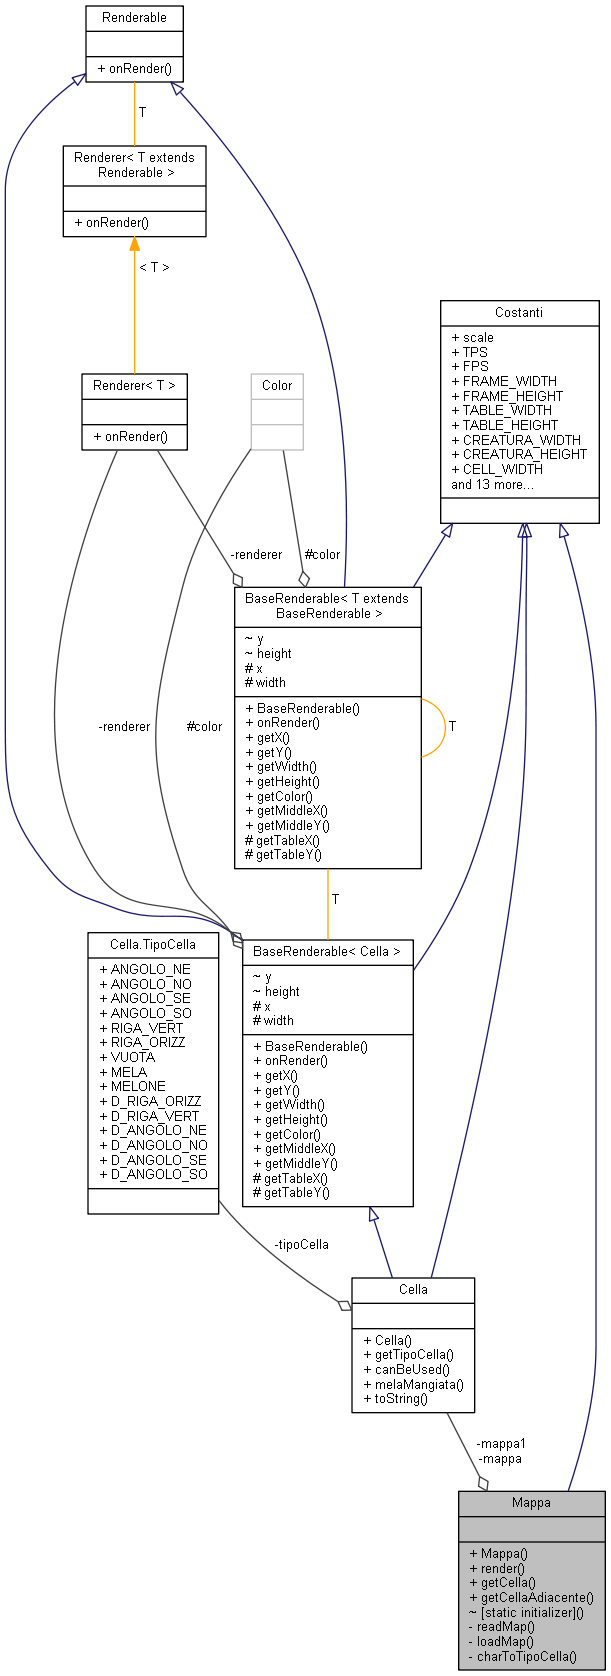 Renderable
+ onRender()
T
Renderer< T extends
Renderable >
+ onRender()
< T >
Costanti
+ scale
+ TPS
+ FPS
+ FRAME_WIDTH
+ FRAME_HEIGHT
+ TABLE_WIDTH
+ TABLE_HEIGHT
+ CREATURA_WIDTH
+ CREATURA_HEIGHT
+ CELL_WIDTH
and 13 more...
Renderer< T >
+ onRender()
Color
-renderer
#color
BaseRenderable< T extends
BaseRenderable >
~ y
~ height
# x
# width
+ BaseRenderable()
+ onRender()
+ getX()
+ getY()
+ getWidth()
+ getHeight()
+ getColor()
+ getMiddleX()
+ getMiddleY()
# getTableX()
# getTableY()
T
-renderer
#color
T
Cella.TipoCella
+ ANGOLO_NE
+ ANGOLO_NO
+ ANGOLO_SE
+ ANGOLO_SO
+ RIGA_VERT
+ RIGA_ORIZZ
+ VUOTA
+ MELA
+ MELONE
+ D_RIGA_ORIZZ
+ D_RIGA_VERT
+ D_ANGOLO_NE
+ D_ANGOLO_NO
+ D_ANGOLO_SE
+ D_ANGOLO_SO
BaseRenderable< Cella >
~ y
~ height
# x
# width
+ BaseRenderable()
+ onRender()
+ getX()
+ getY()
+ getWidth()
+ getHeight()
+ getColor()
+ getMiddleX()
+ getMiddleY()
# getTableX()
# getTableY()
-tipoCella
Cella
+ Cella()
+ getTipoCella()
+ canBeUsed()
+ melaMangiata()
+ toString()
-mappa1
-mappa
Mappa
+ Mappa()
+ render()
+ getCella()
+ getCellaAdiacente()
~ [static initializer]()
- readMap()
- loadMap()
- charToTipoCella()